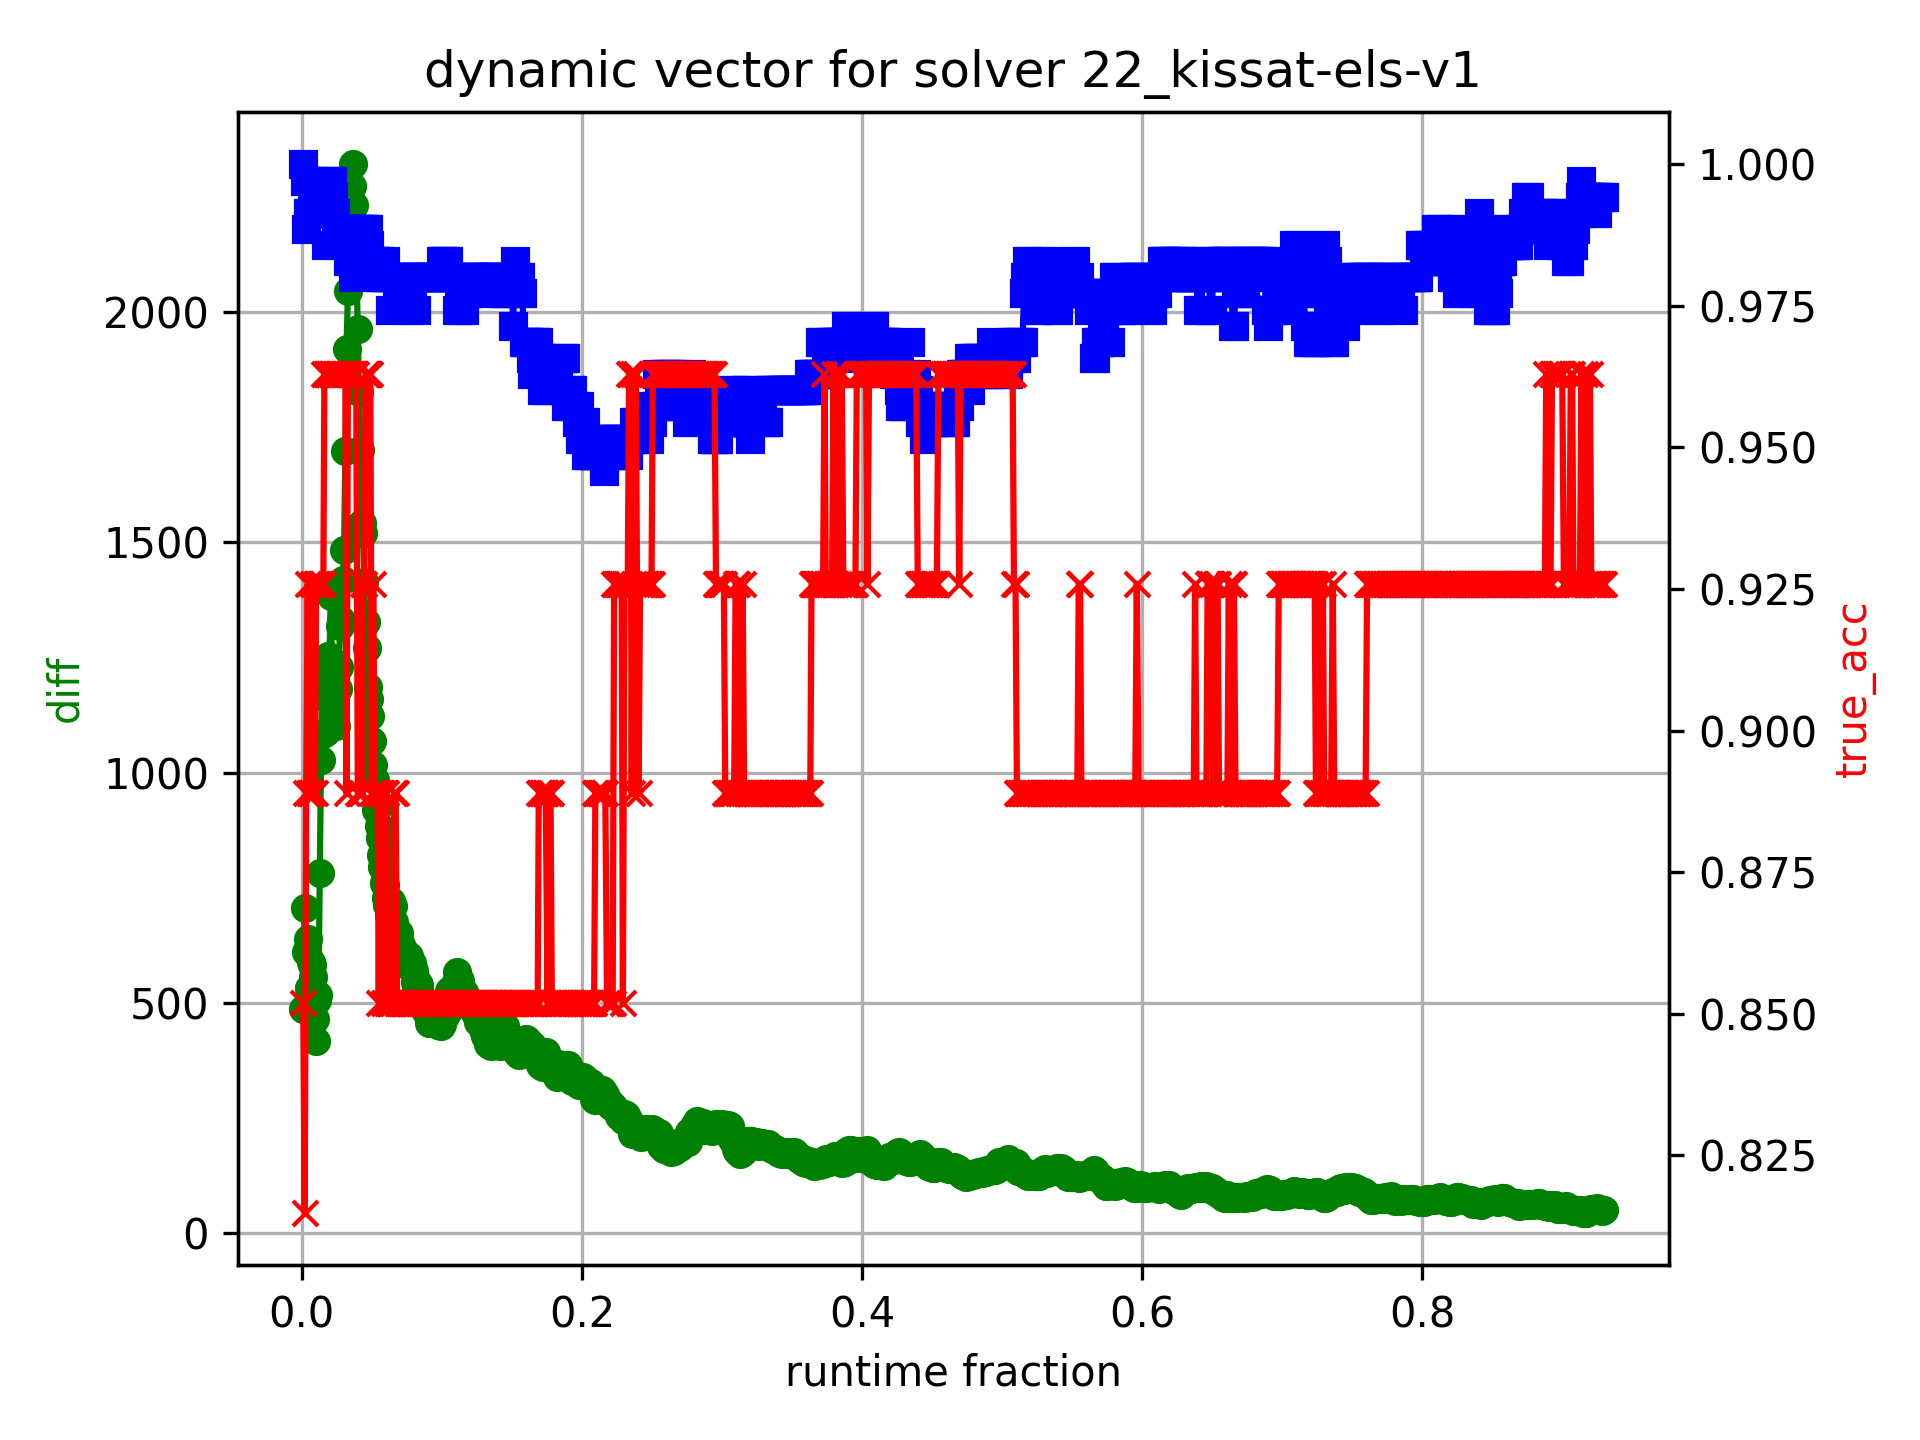 dynamic vector for solver 22_kissat-els-v1
diff
2000
1500
1000
500
0
0.0 0.2 0.4 0.6 0.8
runtime fraction
1.000
0.975
0.950
0.925
0.900
0.875
0.850
0.825
true_acc